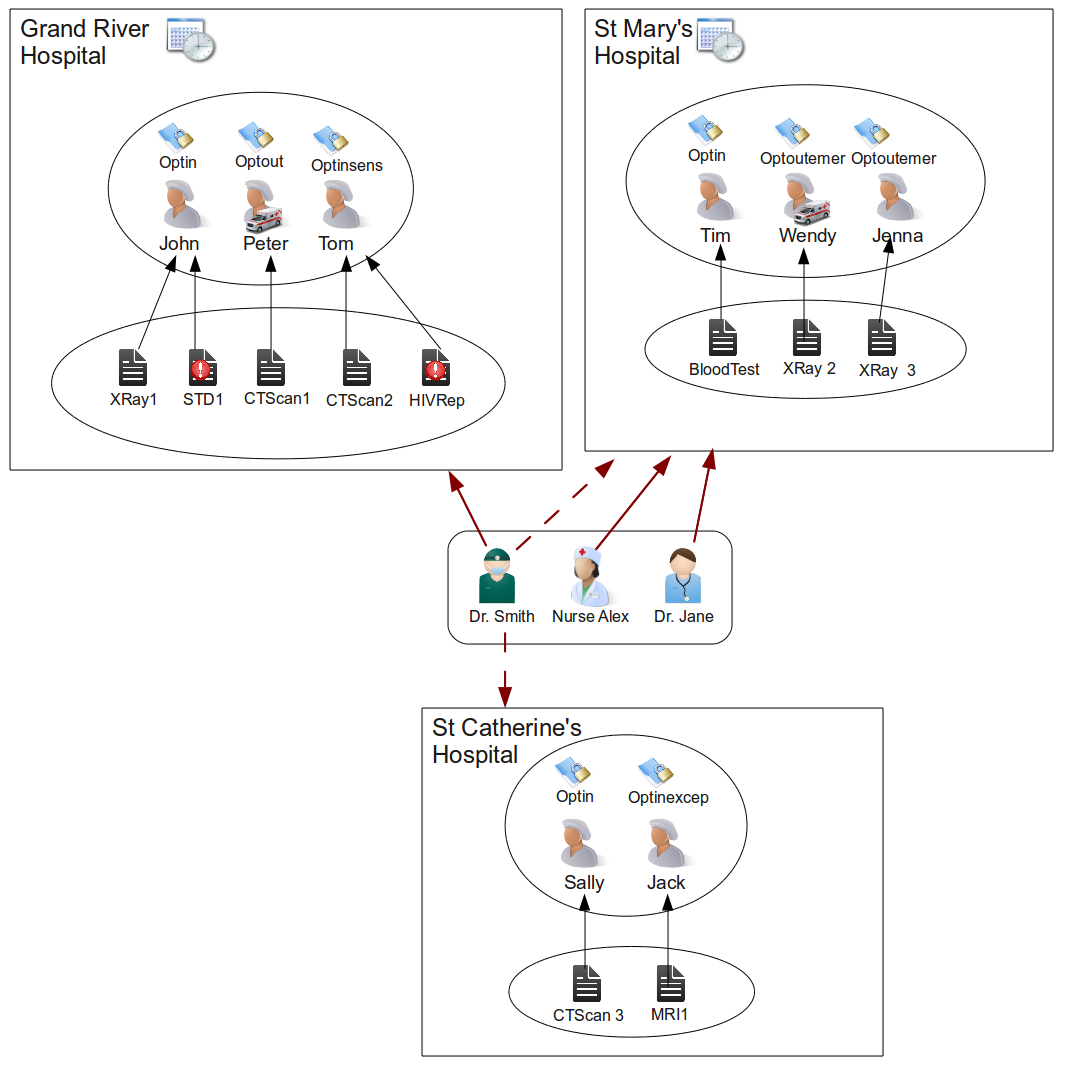 Grand River
Hospital
Optin
Optout
Optinsens
John
Peter
Tom
XRay1
STD1
CTScan1
CTScan2
HIVRep
St Mary's
Hospital
Optin
Optoutemer
Optoutemer
Tim
Wendy
Jenna
BloodTest
XRay 2
XRay 3
Dr. Smith
Nurse Alex
Dr. Jane
St Catherine's
Hospital
Optin
Optinexcep
Sally
Jack
CTScan 3
MRI1